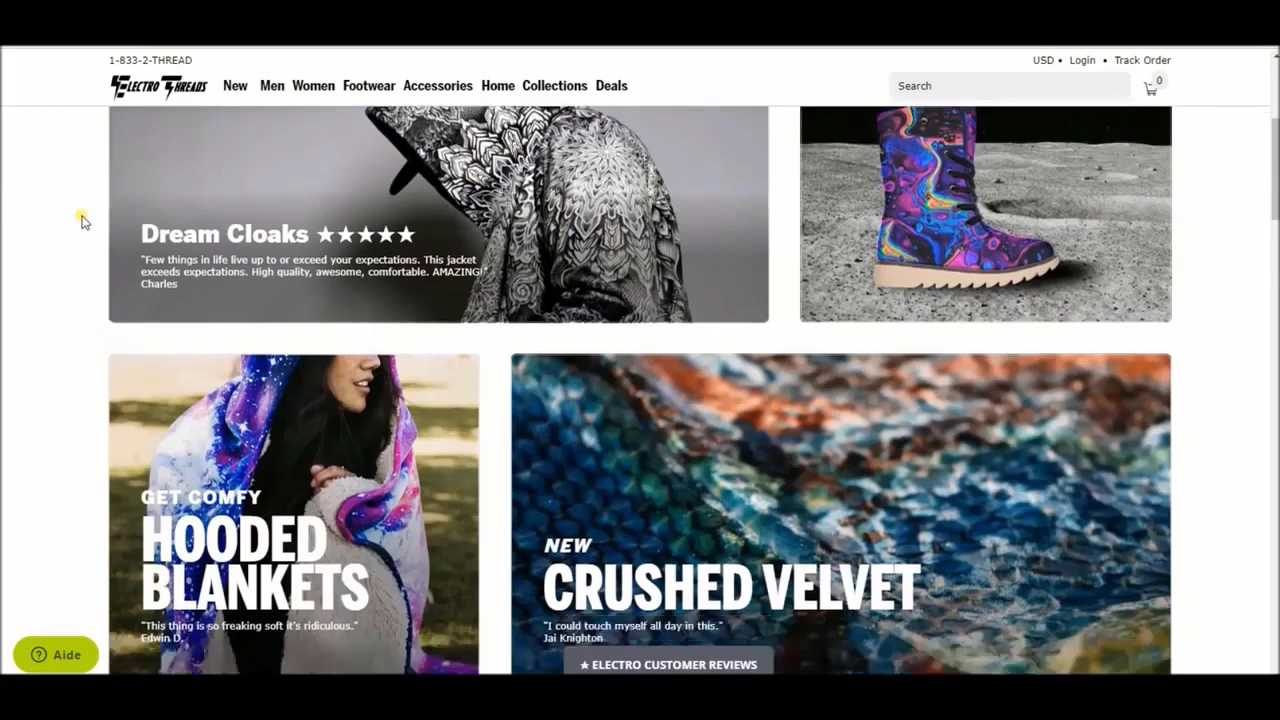 1-833-2-THREAD
USD • Login • Track Order
ELECTRO THREADS New Men Women Footwear Accessories Home Collections Deals
Search
0
Dream Cloaks ★★★★★
"Few things in life live up to or exceed your expectations. This jacket
exceeds expectations. High quality, awesome, comfortable. AMAZING!"
Charles
GET COMFY
HOODED
BLANKETS
"This thing is so freaking soft it's ridiculous."
Edwin D.
NEW
CRUSHED VELVET
"I could touch myself all day in this."
Jai Knighton
★ ELECTRO CUSTOMER REVIEWS
Aide